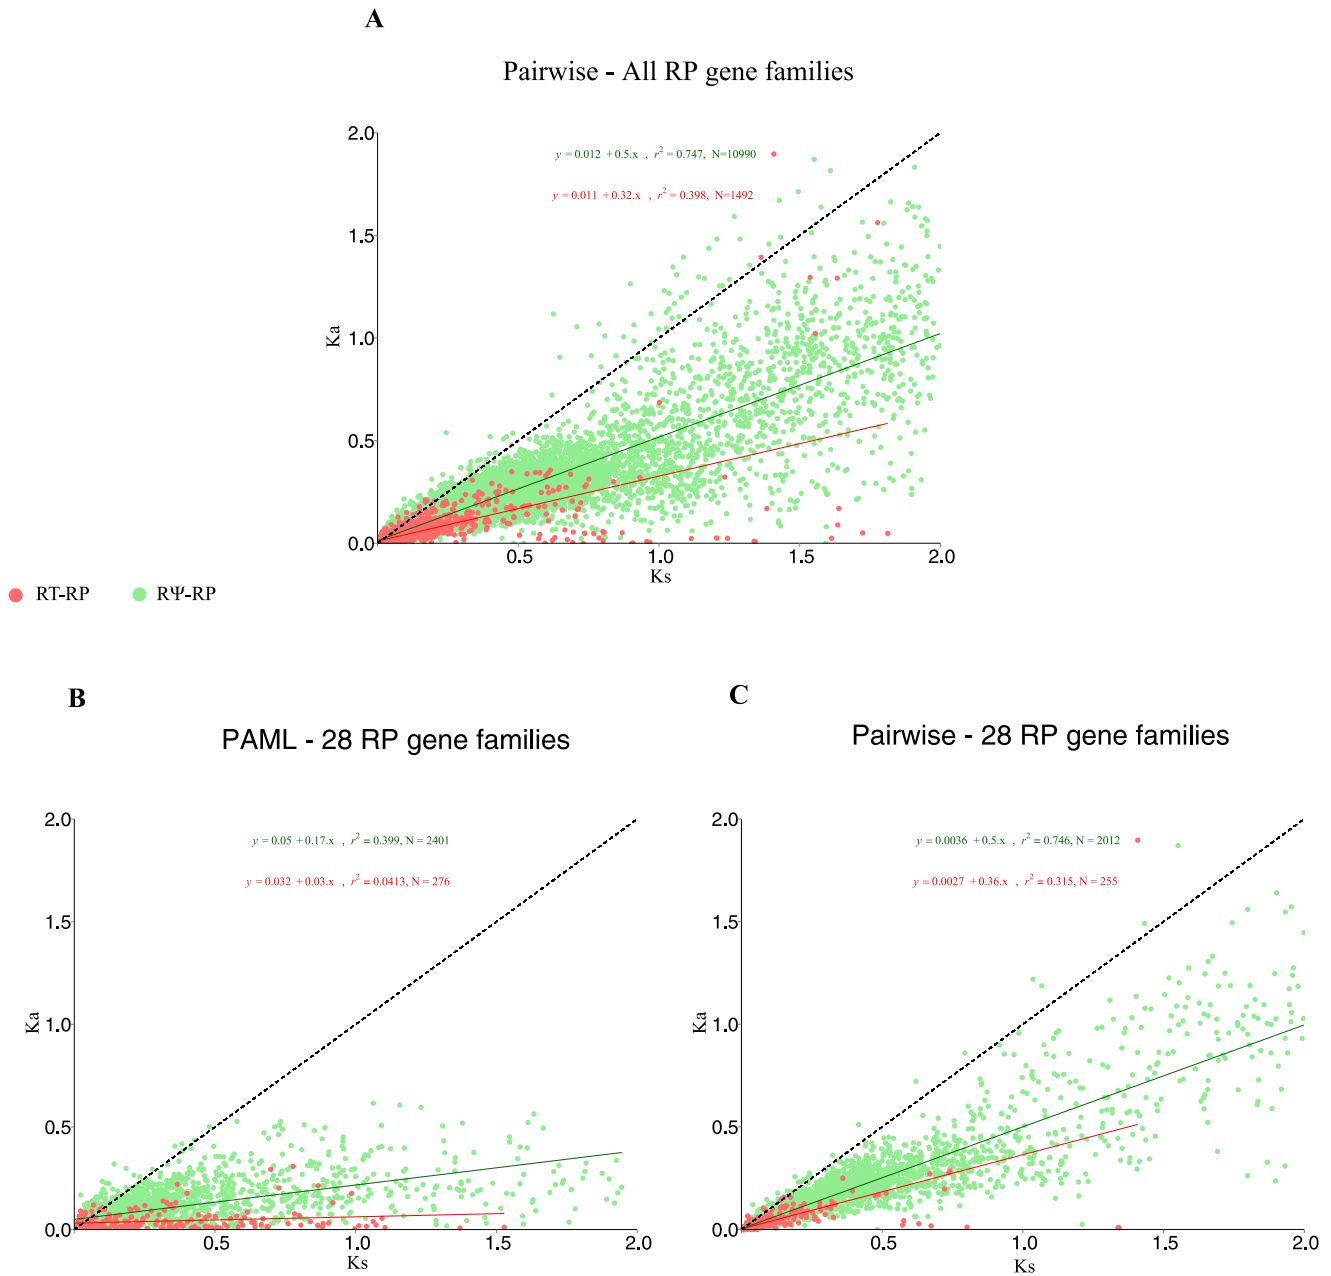 A
Pairwise - All RP gene families
2.0
y = 0.012 + 0.5.x , r² = 0.747, N=10990
y = 0.011 + 0.32.x , r² = 0.398, N=1492
1.5
Ka
1.0
0.5
0.0
0.5 1.0 1.5 2.0
Ks
RT-RP RΨ-RP
B
PAML - 28 RP gene families
2.0
y = 0.05 + 0.17.x , r² = 0.399, N = 2401
y = 0.032 + 0.03.x , r² = 0.0413, N = 276
1.5
Ka
1.0
0.5
0.0
0.5 1.0 1.5 2.0
Ks
C
Pairwise - 28 RP gene families
2.0
y = 0.0036 + 0.5.x , r² = 0.746, N = 2012
y = 0.0027 + 0.36.x , r² = 0.315, N = 255
1.5
Ka
1.0
0.5
0.0
0.5 1.0 1.5 2.0
Ks